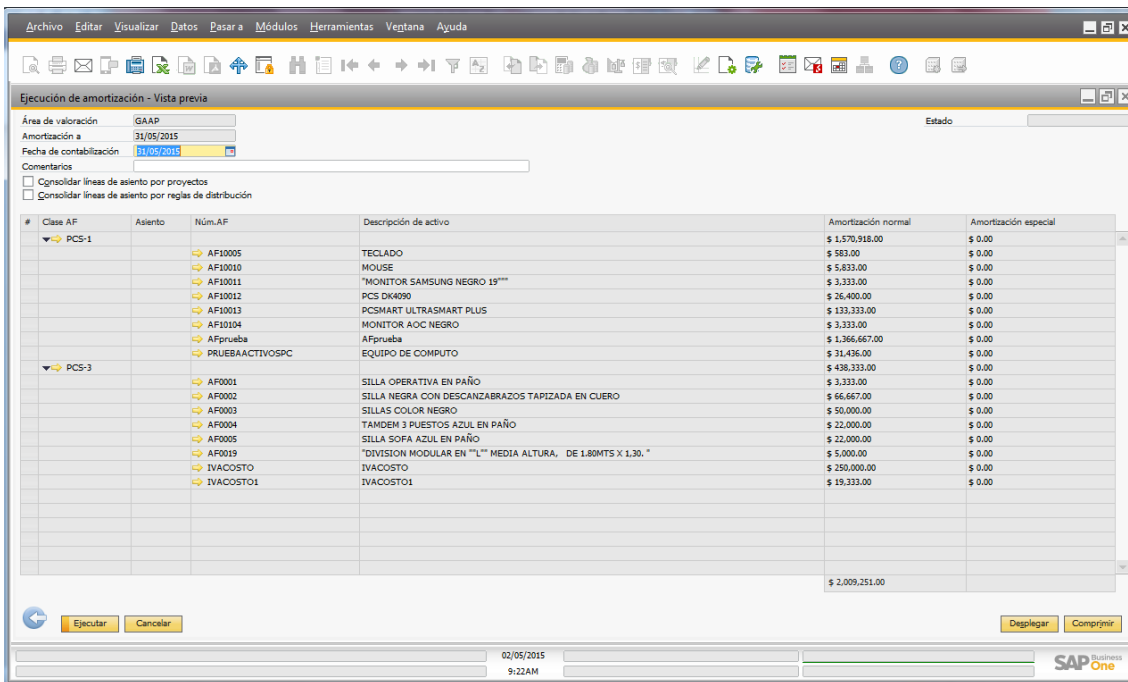 Archivo Editar Visualizar Datos Pasar a Módulos Herramientas Ventana Ayuda
Ejecución de amortización - Vista previa
Área de valoración GAAP Estado
Amortización a 31/05/2015
Fecha de contabilización 31/05/2015
Comentarios
Consolidar líneas de asiento por proyectos
Consolidar líneas de asiento por reglas de distribución
# Clase AF Asiento Núm.AF Descripción de activo Amortización normal Amortización especial
PCS-1 $ 1,570,918.00 $ 0.00
AF10005 TECLADO $ 583.00 $ 0.00
AF10010 MOUSE $ 5,833.00 $ 0.00
AF10011 "MONITOR SAMSUNG NEGRO 19""" $ 3,333.00 $ 0.00
AF10012 PCS DK4090 $ 26,400.00 $ 0.00
AF10013 PCSMART ULTRASMART PLUS $ 133,333.00 $ 0.00
AF10104 MONITOR AOC NEGRO $ 3,333.00 $ 0.00
AFprueba AFprueba $ 1,366,667.00 $ 0.00
PRUEBAACTIVOSPC EQUIPO DE COMPUTO $ 31,436.00 $ 0.00
PCS-3 $ 438,333.00 $ 0.00
AF0001 SILLA OPERATIVA EN PAÑO $ 3,333.00 $ 0.00
AF0002 SILLA NEGRA CON DESCANZABRAZOS TAPIZADA EN CUERO $ 66,667.00 $ 0.00
AF0003 SILLAS COLOR NEGRO $ 50,000.00 $ 0.00
AF0004 TAMDEM 3 PUESTOS AZUL EN PAÑO $ 22,000.00 $ 0.00
AF0005 SILLA SOFA AZUL EN PAÑO $ 22,000.00 $ 0.00
AF0019 "DIVISION MODULAR EN ""L"" MEDIA ALTURA, DE 1.80MTS X 1,30. " $ 5,000.00 $ 0.00
IVACOSTO IVACOSTO $ 250,000.00 $ 0.00
IVACOSTO1 IVACOSTO1 $ 19,333.00 $ 0.00
$ 2,009,251.00
Ejecutar Cancelar Desplegar Comprimir
02/05/2015
9:22AM
SAP Business One